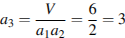 a₃ = V / a₁a₂ = 6 / 2 = 3